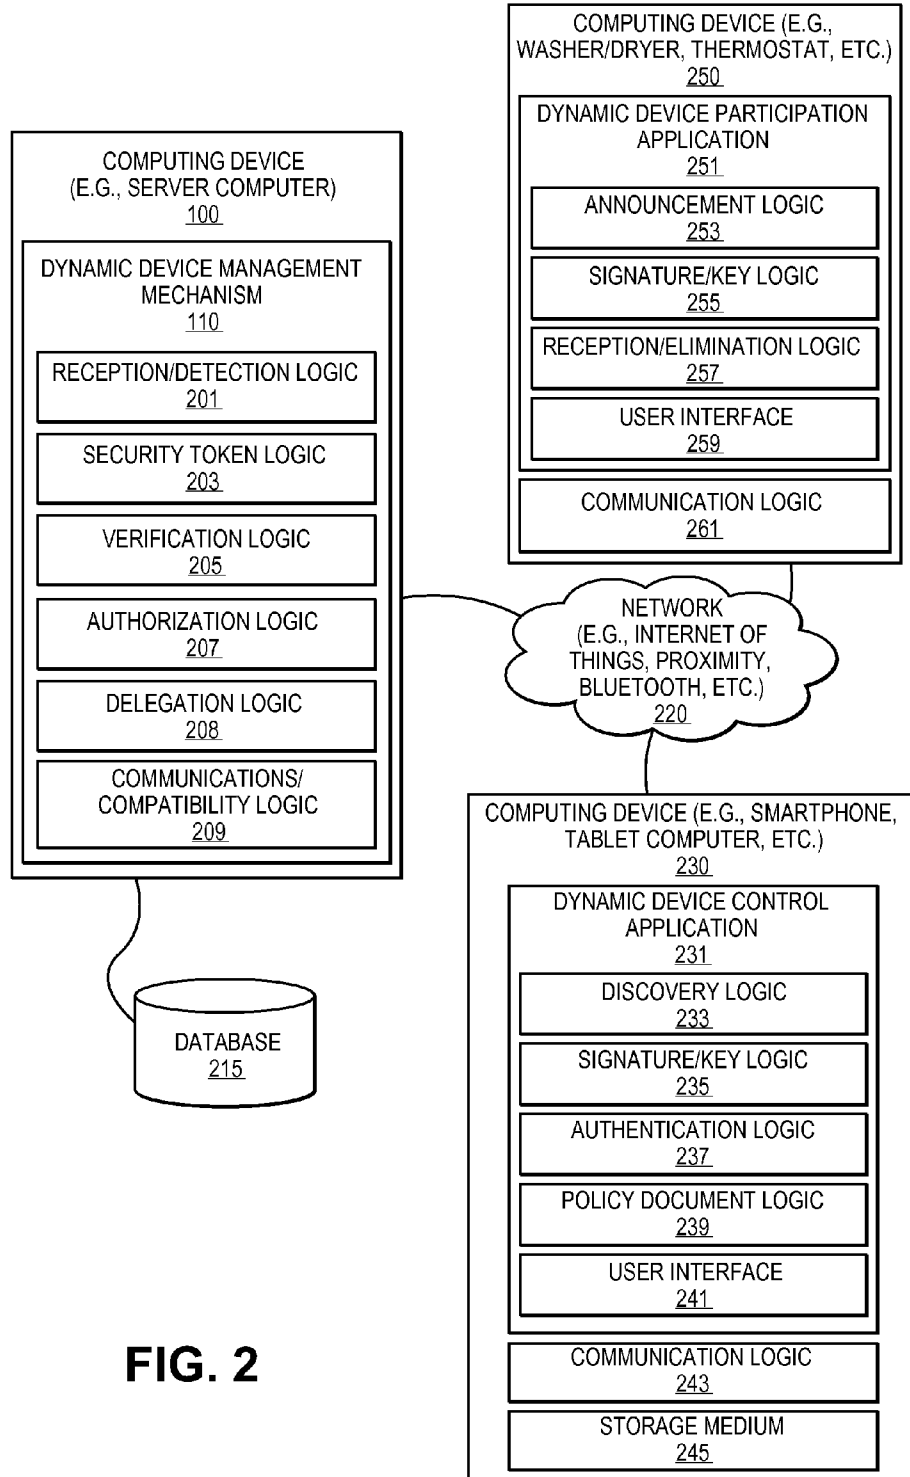 COMPUTING DEVICE
(E.G., SERVER COMPUTER)
100
DYNAMIC DEVICE MANAGEMENT
MECHANISM
110
RECEPTION/DETECTION LOGIC
201
SECURITY TOKEN LOGIC
203
VERIFICATION LOGIC
205
AUTHORIZATION LOGIC
207
DELEGATION LOGIC
208
COMMUNICATIONS/
COMPATIBILITY LOGIC
209
DATABASE
215
COMPUTING DEVICE (E.G.,
WASHER/DRYER, THERMOSTAT, ETC.)
250
DYNAMIC DEVICE PARTICIPATION
APPLICATION
251
ANNOUNCEMENT LOGIC
253
SIGNATURE/KEY LOGIC
255
RECEPTION/ELIMINATION LOGIC
257
USER INTERFACE
259
COMMUNICATION LOGIC
261
NETWORK
(E.G., INTERNET OF
THINGS, PROXIMITY,
BLUETOOTH, ETC.)
220
COMPUTING DEVICE (E.G., SMARTPHONE,
TABLET COMPUTER, ETC.)
230
DYNAMIC DEVICE CONTROL
APPLICATION
231
DISCOVERY LOGIC
233
SIGNATURE/KEY LOGIC
235
AUTHENTICATION LOGIC
237
POLICY DOCUMENT LOGIC
239
USER INTERFACE
241
COMMUNICATION LOGIC
243
STORAGE MEDIUM
245
FIG. 2